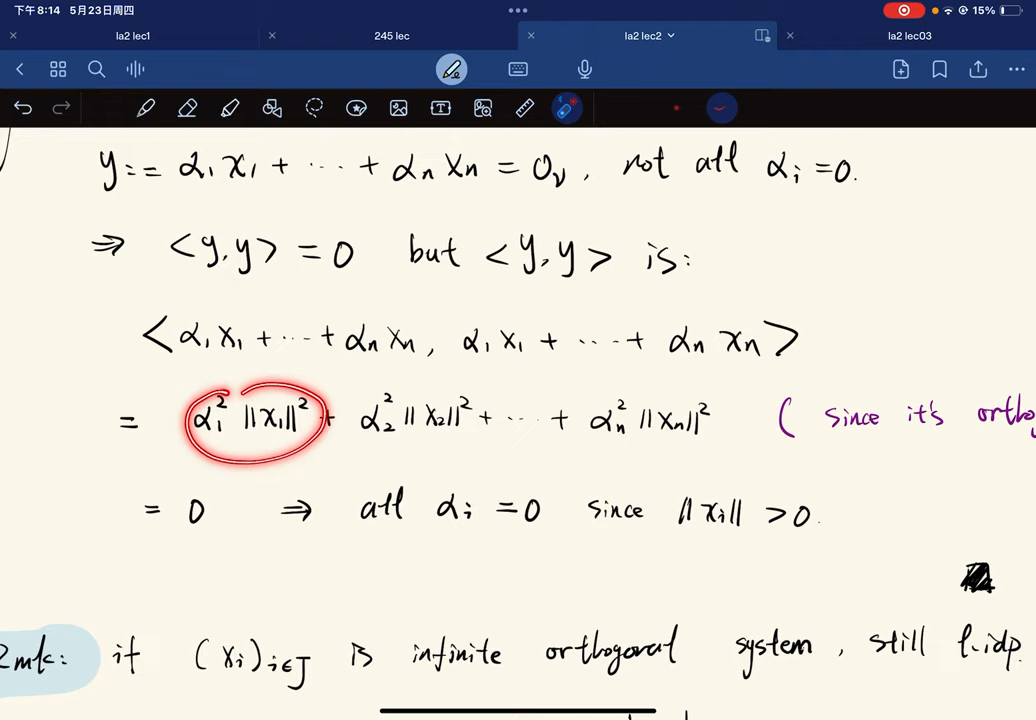 下午8:14 5月23日周四
15%
la2 lec1
245 lec
la2 lec2
la2 lec03
y := α₁x₁ + ··· + αₙxₙ = 0ᵥ, not all αᵢ = 0.
⇒ <y, y> = 0 but <y, y> is:
<α₁x₁ + ··· + αₙxₙ, α₁x₁ + ··· + αₙxₙ>
= α₁²||x₁||² + α₂²||x₂||² + ··· + αₙ²||xₙ||² ( since it's ortho
= 0 ⇒ all αᵢ = 0 since ||xᵢ|| > 0.
if (xᵢ)ᵢ∈J is infinite orthogonal system, still l.idp.